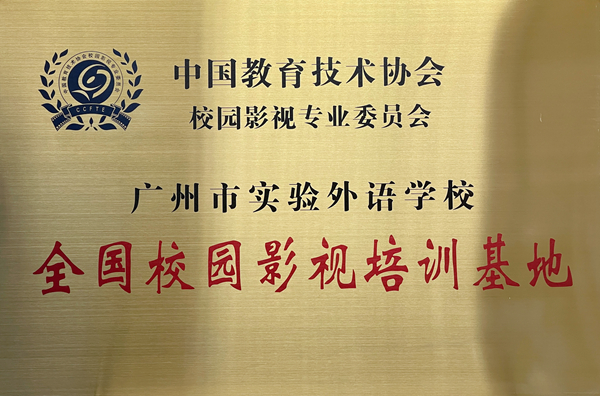 中国教育技术协会
校园影视专业委员会
CCFTE
广州市实验外语学校
全国校园影视培训基地